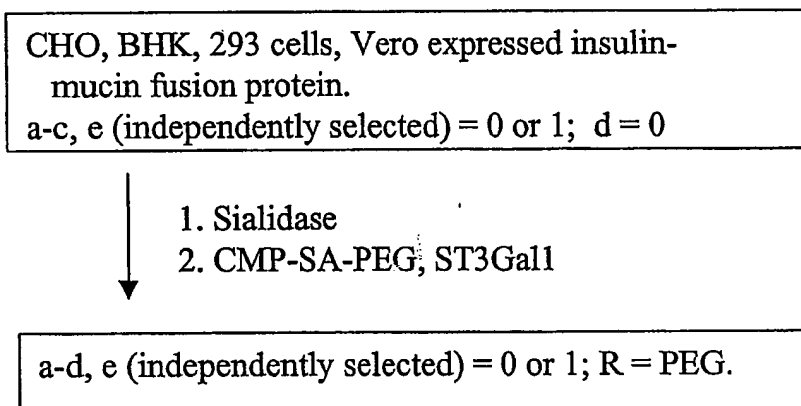 CHO, BHK, 293 cells, Vero expressed insulin-
mucin fusion protein.
a-c, e (independently selected) = 0 or 1; d = 0
1. Sialidase
2. CMP-SA-PEG, ST3Gal1
a-d, e (independently selected) = 0 or 1; R = PEG.